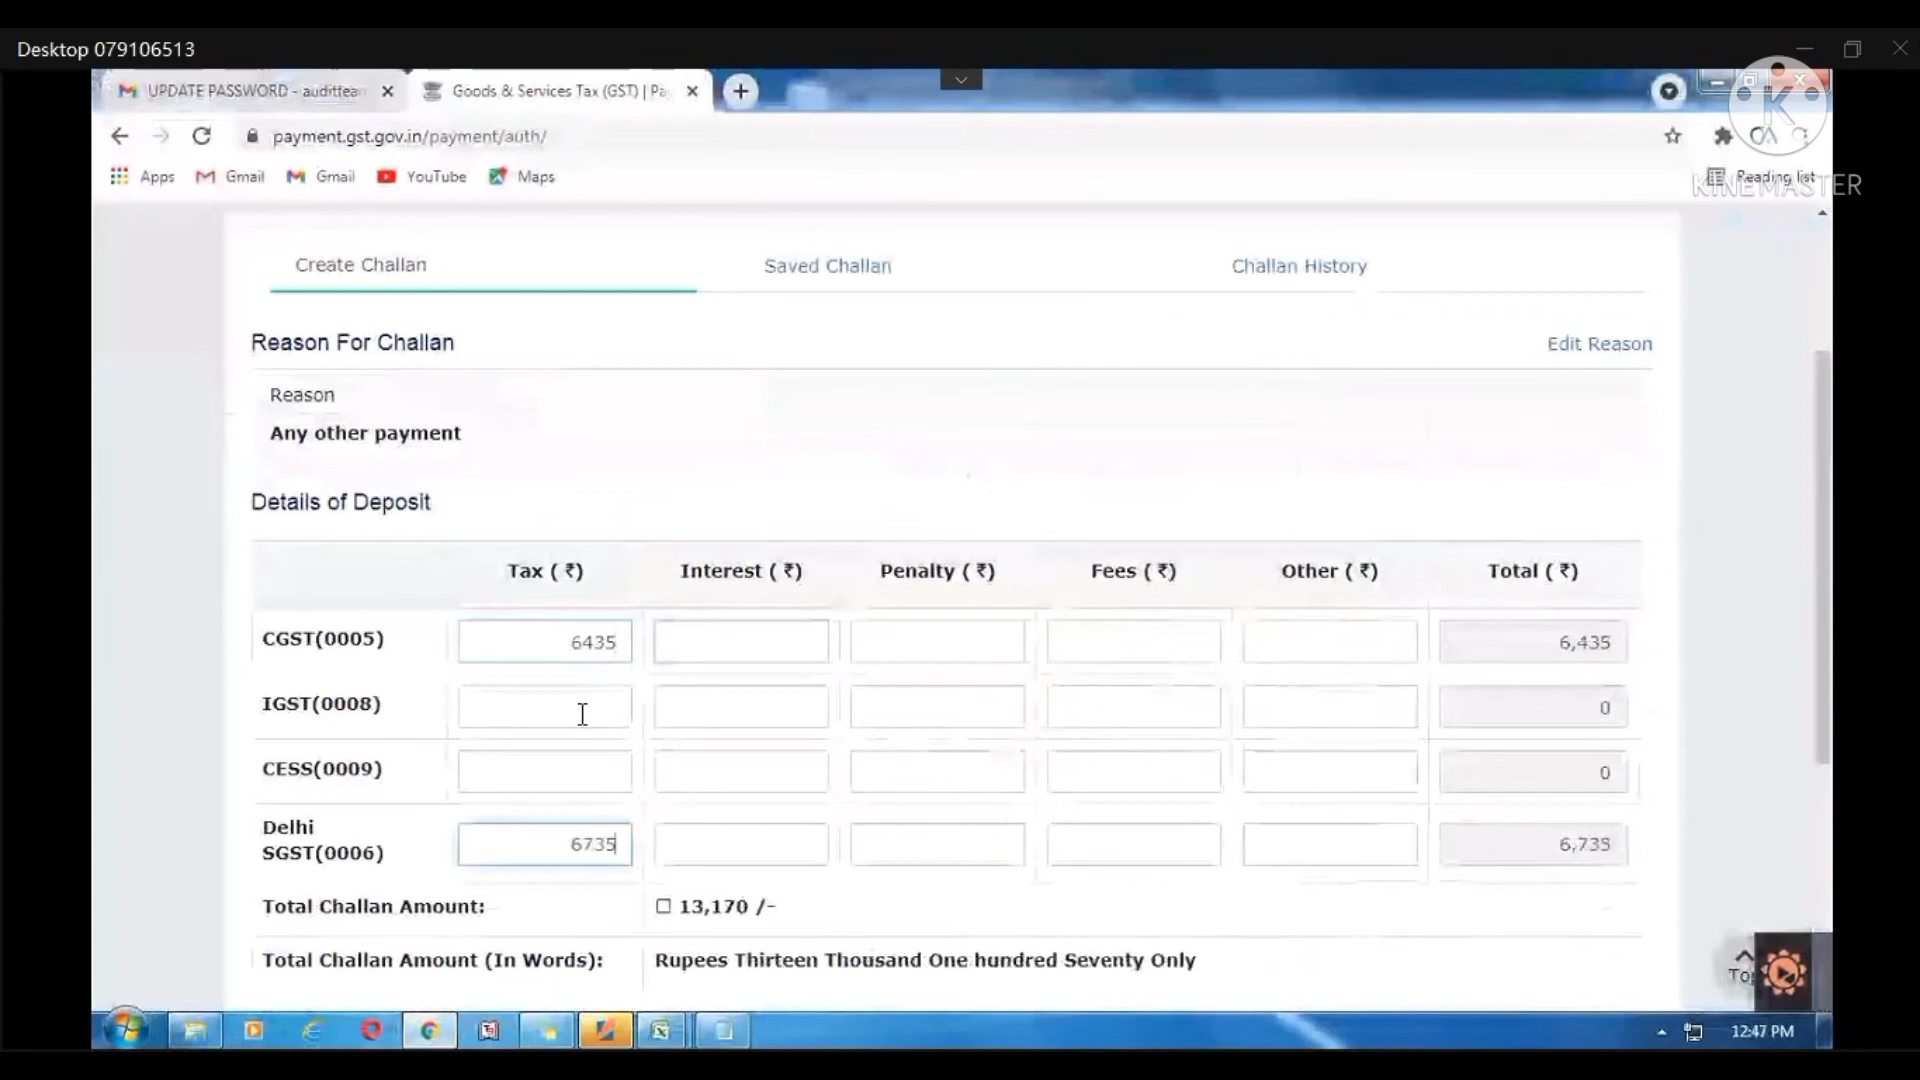 Desktop 079106513
UPDATE PASSWORD - auditteam
Goods & Services Tax (GST) | Pa
payment.gst.gov.in/payment/auth/
Apps Gmail Gmail YouTube Maps
Reading list
K
KINEMASTER
Create Challan Saved Challan Challan History
Reason For Challan Edit Reason
Reason
Any other payment
Details of Deposit
Tax ( ₹) Interest ( ₹) Penalty ( ₹) Fees ( ₹) Other ( ₹) Total ( ₹)
CGST(0005) 6435 6,435
IGST(0008) 0
CESS(0009) 0
Delhi
SGST(0006) 6735 6,735
Total Challan Amount: 13,170 /-
Total Challan Amount (In Words): Rupees Thirteen Thousand One hundred Seventy Only
Top
12:47 PM